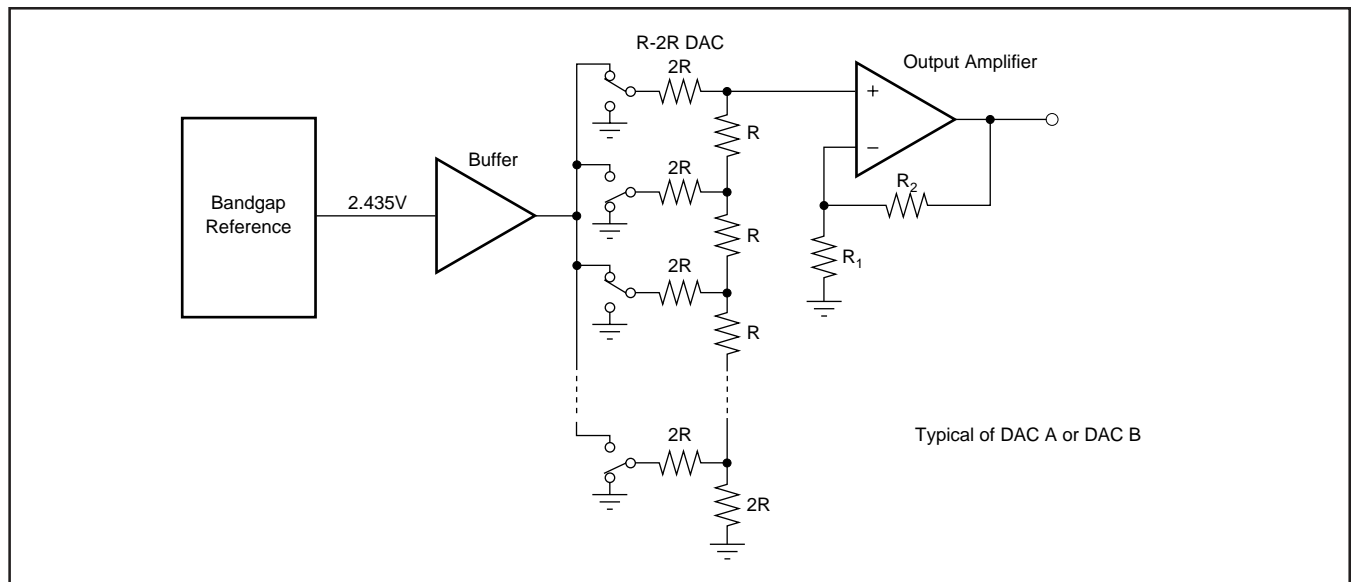 R-2R DAC
2R
Output Amplifier
+
R
–
Buffer
2R
R2
Bandgap
Reference
2.435V
R
2R
R1
R
2R
Typical of DAC A or DAC B
2R